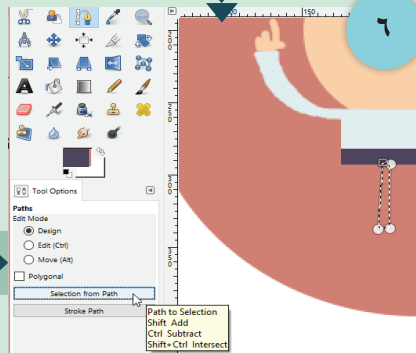 150
٦
Tool Options
Paths
Edit Mode
Design
Edit (Ctrl)
Move (Alt)
Polygonal
Selection from Path
Stroke Path
Path to Selection
Shift Add
Ctrl Subtract
Shift+Ctrl Intersect